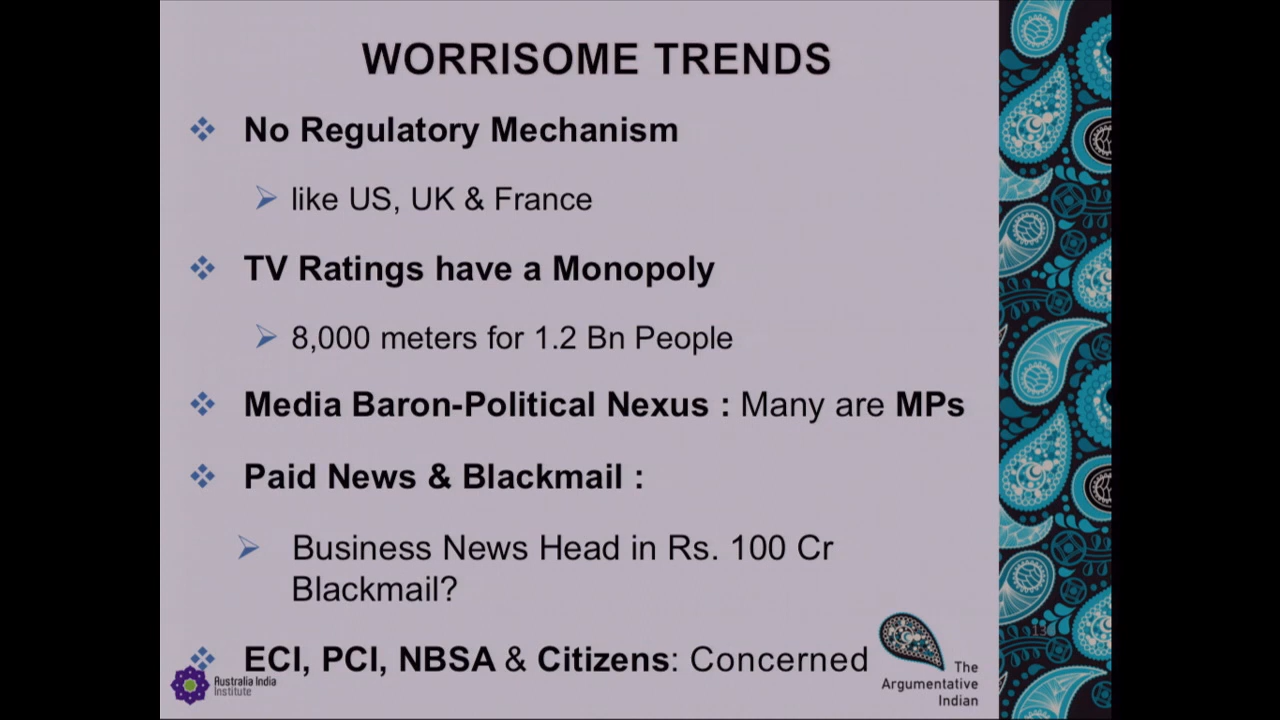 WORRISOME TRENDS
No Regulatory Mechanism
like US, UK & France
TV Ratings have a Monopoly
8,000 meters for 1.2 Bn People
Media Baron-Political Nexus : Many are MPs
Paid News & Blackmail :
Business News Head in Rs. 100 Cr
Blackmail?
ECI, PCI, NBSA & Citizens: Concerned
Australia India
Institute
The
Argumentative
Indian
13